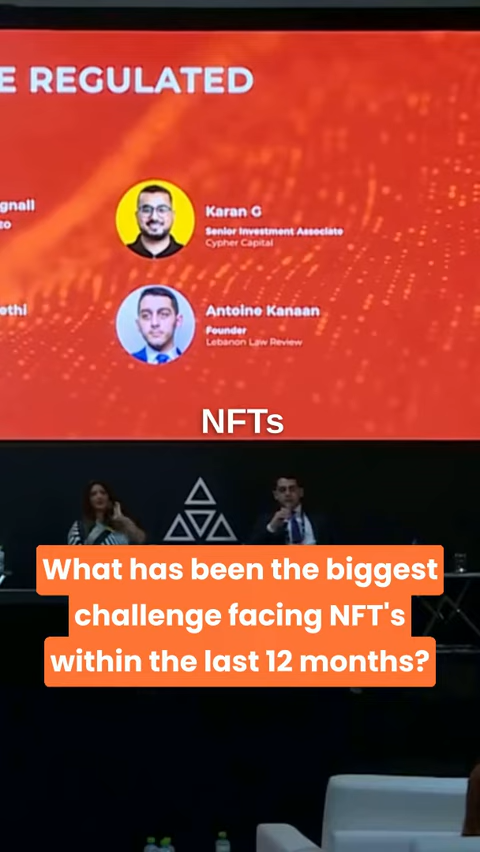 E REGULATED
gnall
Karan G
Senior Investment Associate
Cypher Capital
ethi
Antoine Kanaan
Founder
Lebanon Law Review
NFTs
What has been the biggest
challenge facing NFT's
within the last 12 months?